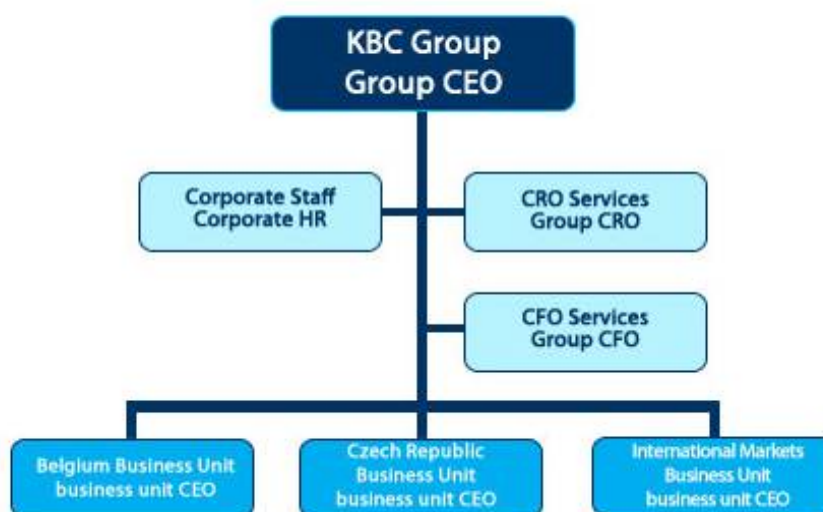 KBC Group
Group CEO
Corporate Staff
Corporate HR
CRO Services
Group CRO
CFO Services
Group CFO
Belgium Business Unit
business unit CEO
Czech Republic
Business Unit
business unit CEO
International Markets
Business Unit
business unit CEO